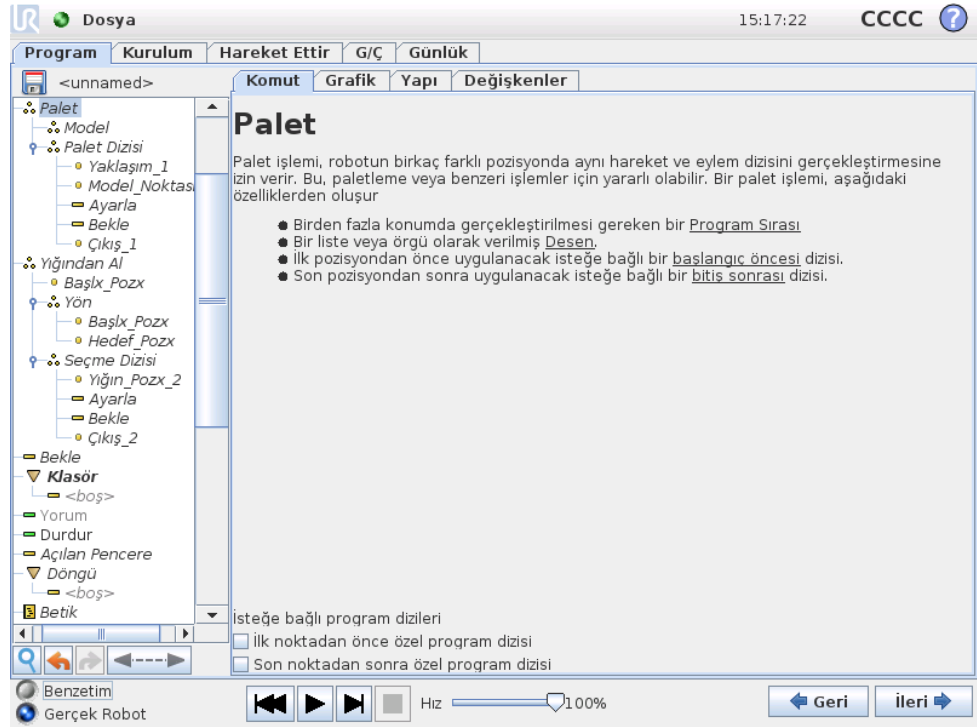 UR Dosya 15:17:22 CCCC ?
Program Kurulum Hareket Ettir G/Ç Günlük
<unnamed>
Komut Grafik Yapı Değişkenler
Palet
Model
Palet Dizisi
Yaklaşım_1
Model_Noktası
Ayarla
Bekle
Çıkış_1
Yığından Al
Başlx_Pozx
Yön
Başlx_Pozx
Hedef_Pozx
Seçme Dizisi
Yığın_Pozx_2
Ayarla
Bekle
Çıkış_2
Bekle
Klasör
<boş>
Yorum
Durdur
Açılan Pencere
Döngü
<boş>
Betik
Palet
Palet işlemi, robotun birkaç farklı pozisyonda aynı hareket ve eylem dizisini gerçekleştirmesine
izin verir. Bu, paletleme veya benzeri işlemler için yararlı olabilir. Bir palet işlemi, aşağıdaki
özelliklerden oluşur
Birden fazla konumda gerçekleştirilmesi gereken bir Program Sırası
Bir liste veya örgü olarak verilmiş Desen.
İlk pozisyondan önce uygulanacak isteğe bağlı bir başlangıç öncesi dizisi.
Son pozisyondan sonra uygulanacak isteğe bağlı bir bitiş sonrası dizisi.
İsteğe bağlı program dizileri
İlk noktadan önce özel program dizisi
Son noktadan sonra özel program dizisi
Benzetim
Gerçek Robot
Hız 100%
Geri İleri